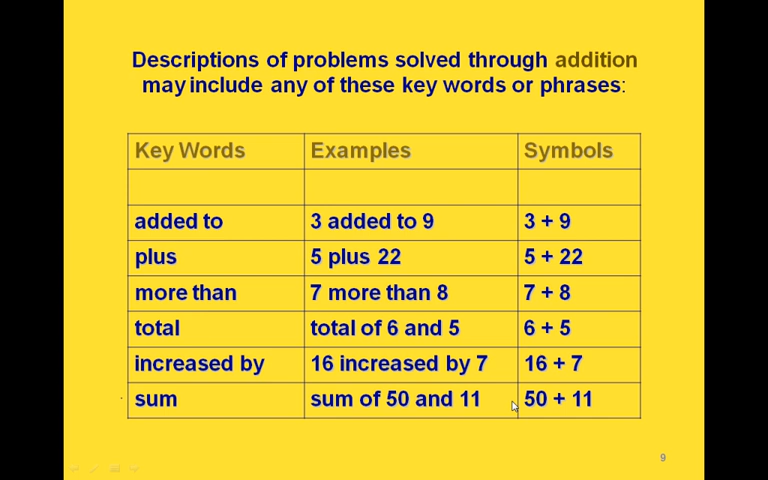 Descriptions of problems solved through addition
may include any of these key words or phrases:
Key Words Examples Symbols
added to 3 added to 9 3 + 9
plus 5 plus 22 5 + 22
more than 7 more than 8 7 + 8
total total of 6 and 5 6 + 5
increased by 16 increased by 7 16 + 7
sum sum of 50 and 11 50 + 11
9